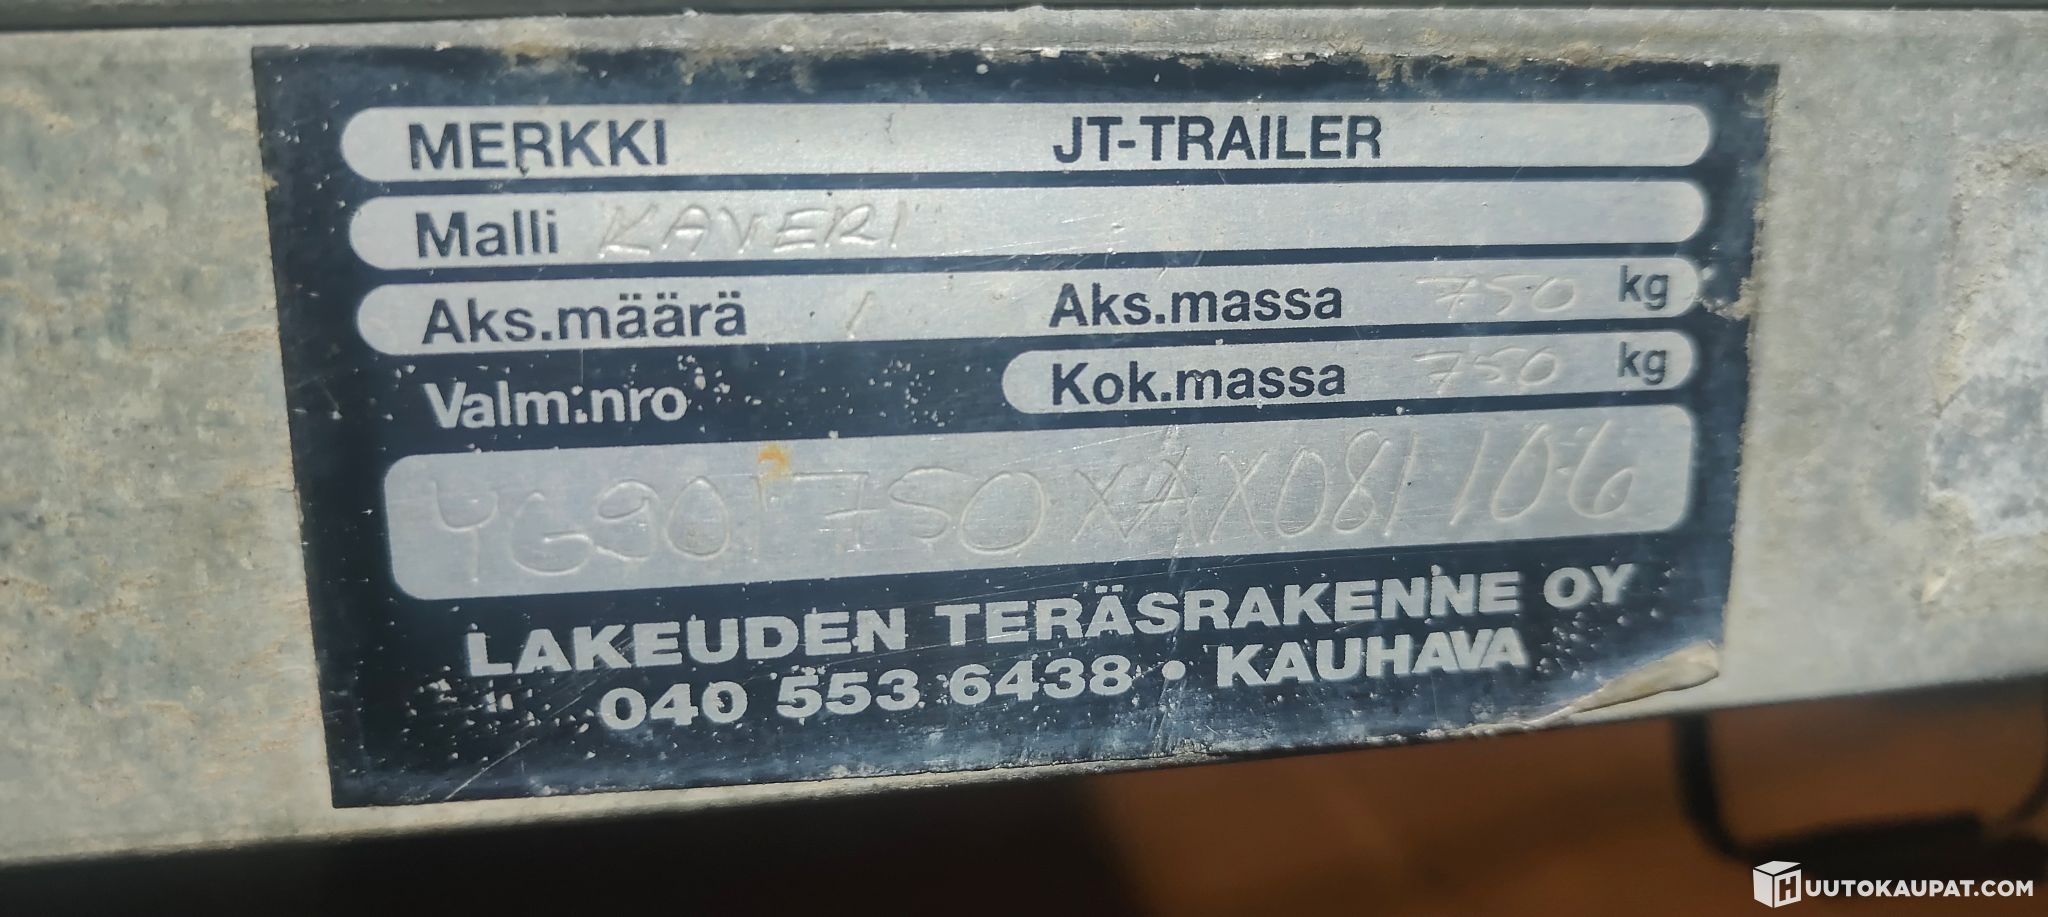 MERKKI JT-TRAILER
Malli KAVERI
Aks.määrä 1 Aks.massa 750 kg
Valm:nro Kok.massa 750 kg
YG901750XAX081106
LAKEUDEN TERÄSRAKENNE OY
040 553 6438 • KAUHAVA
HUUTOKAUPAT.COM